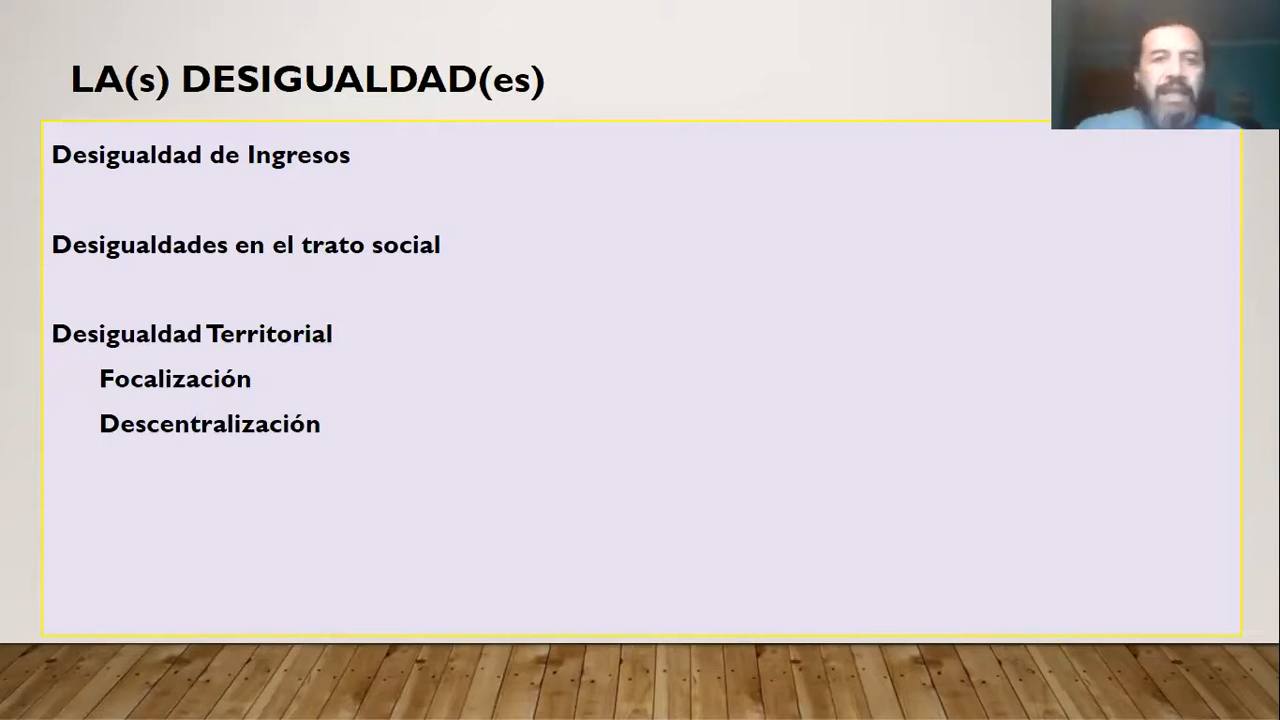 LA(s) DESIGUALDAD(es)
Desigualdad de Ingresos
Desigualdades en el trato social
Desigualdad Territorial
Focalización
Descentralización